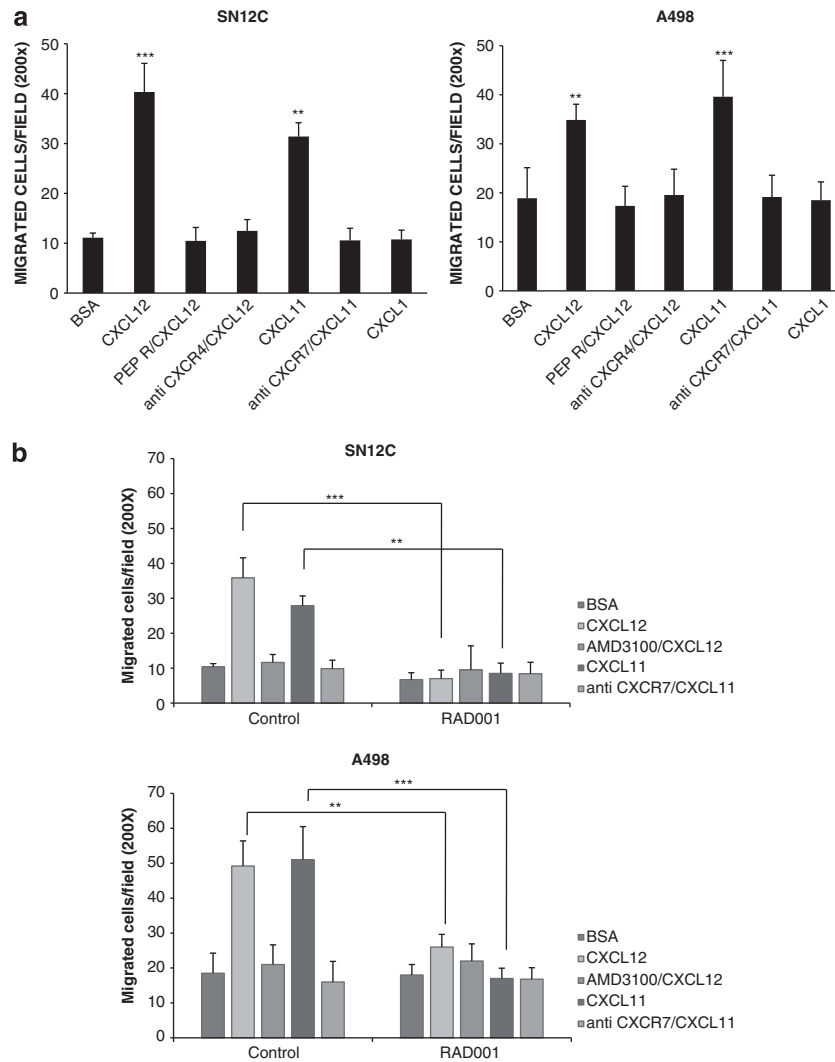 a
SN12C
MIGRATED CELLS/FIELD (200x)
50
40
30
20
10
0
***
**
BSA
CXCL12
PEP R/CXCL12
anti CXCR4/CXCL12
CXCL11
anti CXCR7/CXCL11
CXCL1
A498
MIGRATED CELLS/FIELD (200x)
50
40
30
20
10
0
**
***
BSA
CXCL12
PEP R/CXCL12
anti CXCR4/CXCL12
CXCL11
anti CXCR7/CXCL11
CXCL1
b
SN12C
Migrated cells/field (200X)
70
60
50
40
30
20
10
0
***
**
Control
RAD001
BSA
CXCL12
AMD3100/CXCL12
CXCL11
anti CXCR7/CXCL11
A498
Migrated cells/field (200X)
70
60
50
40
30
20
10
0
***
**
Control
RAD001
BSA
CXCL12
AMD3100/CXCL12
CXCL11
anti CXCR7/CXCL11